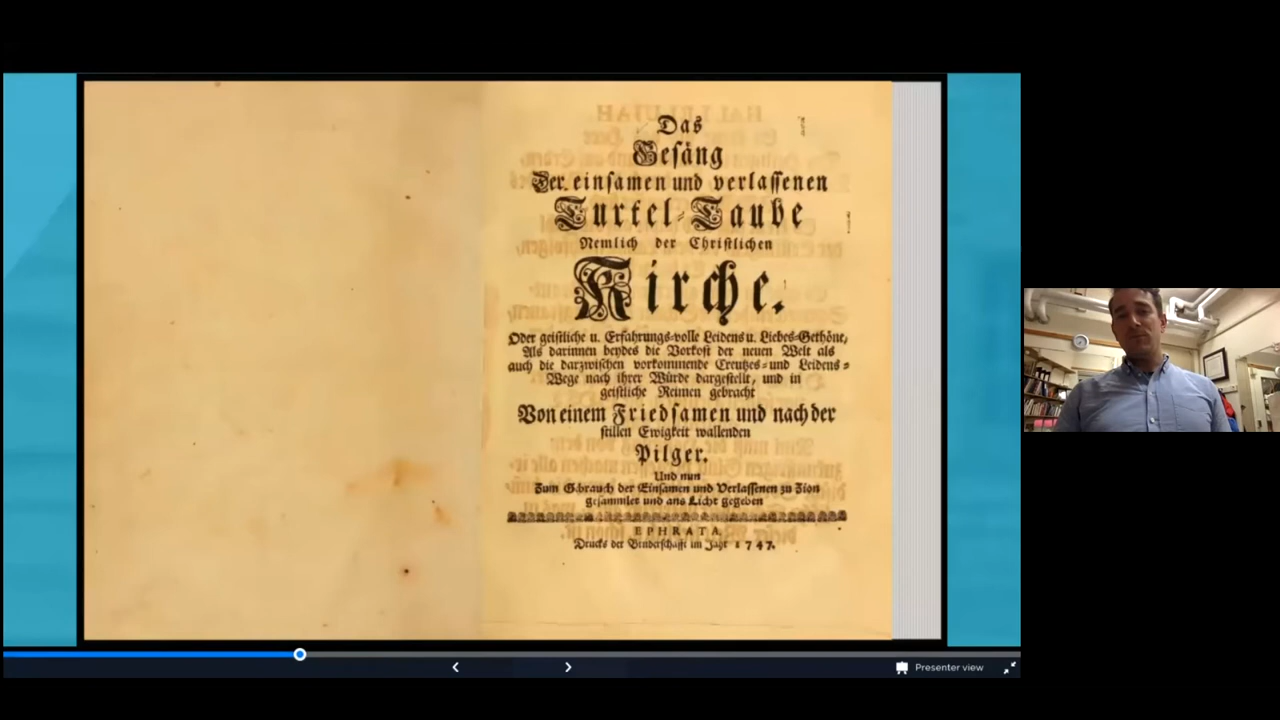 Das
Gesäng
Der einsamen und verlassenen
Turtel-Taube
Nemlich der Christlichen
Kirche.
Oder geistliche u. Erfahrungs-volle Leidens u. Liebes-Gethöne,
Als darinnen beydes die Vorkost der neuen Welt als
auch die darzwischen vorkommende Creutzes- und Leidens-
Wege nach ihrer Würde dargestellt, und in
geistliche Reimen gebracht
Von einem Friedsamen und nach der
stillen Ewigkeit wallenden
Pilger.
Und nun
Zum Gebrauch der Einsamen und Verlassenen zu Zion
gesammlet und ans Licht gegeben
EPHRATA
Drucks der Brüderschafft im Jahr 1747.
Presenter view